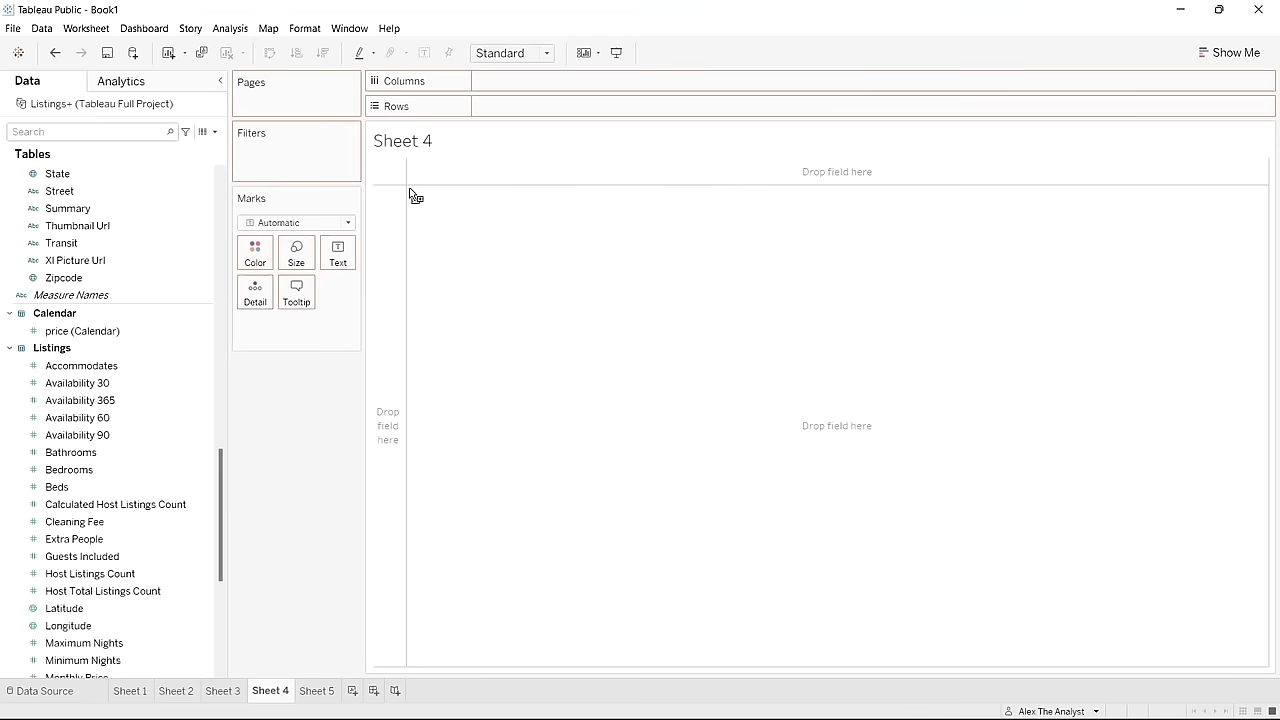 Tableau Public - Book1
File Data Worksheet Dashboard Story Analysis Map Format Window Help
Standard
Show Me
Data Analytics
Listings+ (Tableau Full Project)
Search
Tables
State
Street
Summary
Thumbnail Url
Transit
Xl Picture Url
Zipcode
Measure Names
Calendar
price (Calendar)
Listings
Accommodates
Availability 30
Availability 365
Availability 60
Availability 90
Bathrooms
Bedrooms
Beds
Calculated Host Listings Count
Cleaning Fee
Extra People
Guests Included
Host Listings Count
Host Total Listings Count
Latitude
Longitude
Maximum Nights
Minimum Nights
Pages
Filters
Marks
Automatic
Color Size Text
Detail Tooltip
Columns
Rows
Sheet 4
Drop field here
Drop
field
here
Drop field here
Data Source Sheet 1 Sheet 2 Sheet 3 Sheet 4 Sheet 5
Alex The Analyst